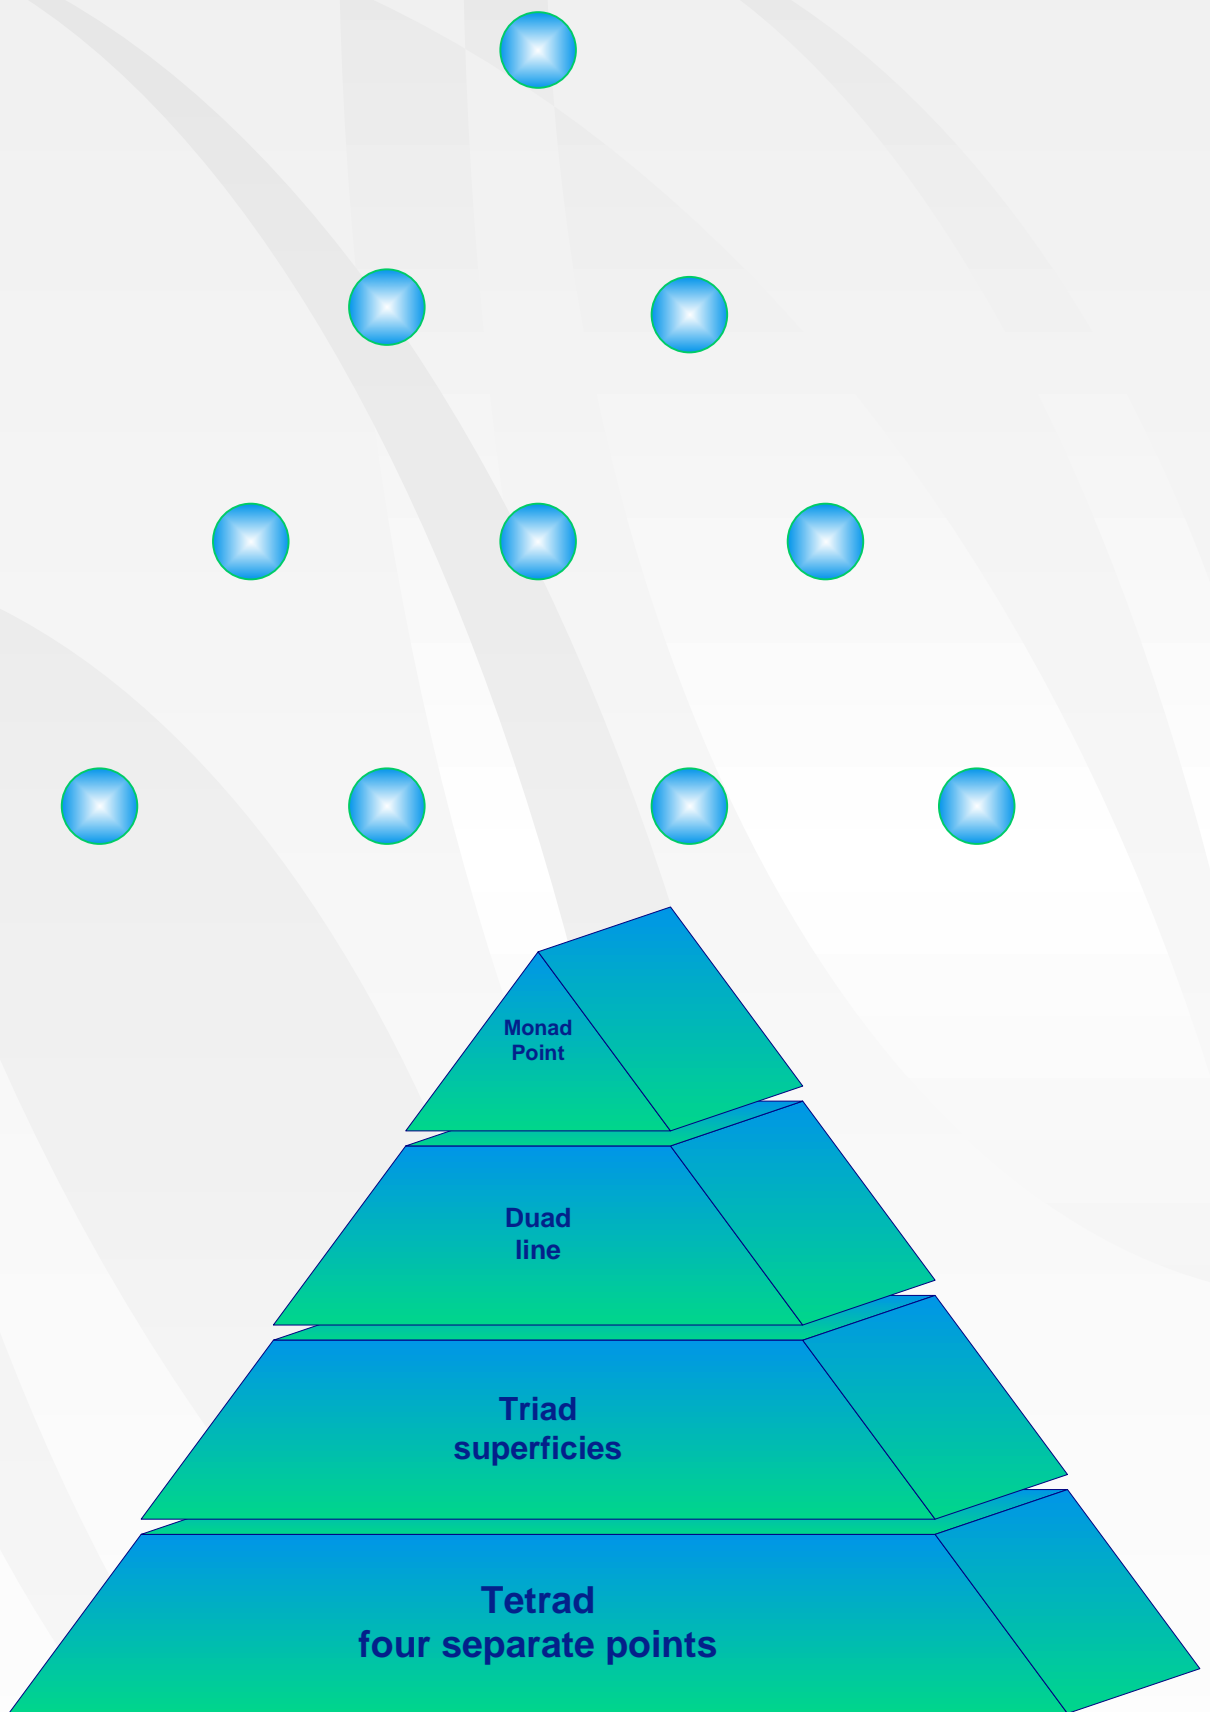 Monad
Point
Duad
line
Triad
superficies
Tetrad
four separate points